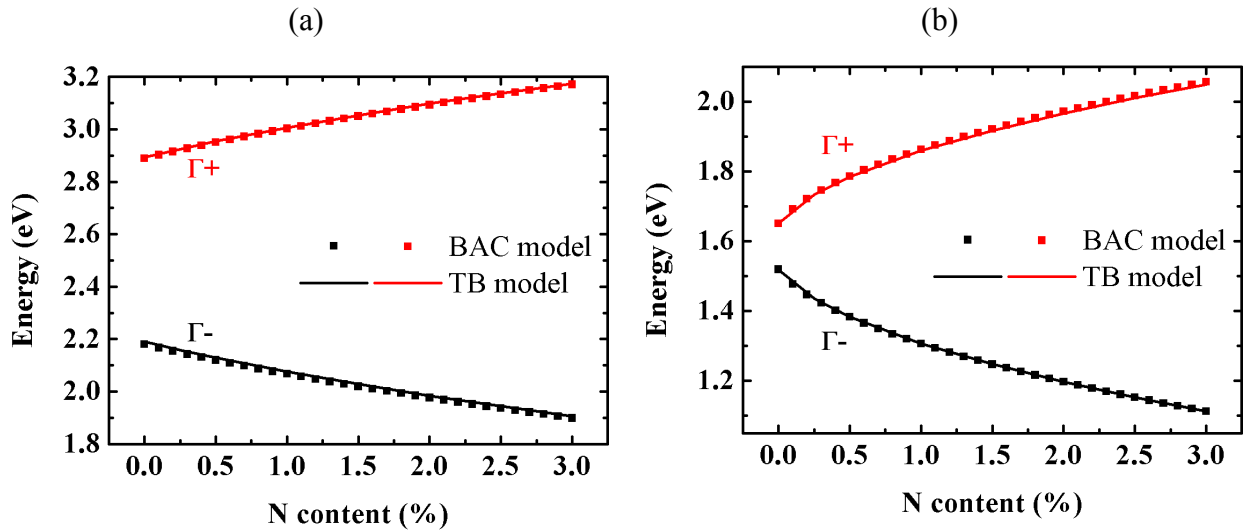 (a)
3.2
3.0
2.8
2.6
2.4
2.2
2.0
1.8
Energy (eV)
Γ+
BAC model
TB model
Γ-
0.0 0.5 1.0 1.5 2.0 2.5 3.0
N content (%)
(b)
2.0
1.8
1.6
1.4
1.2
Energy (eV)
Γ+
BAC model
TB model
Γ-
0.0 0.5 1.0 1.5 2.0 2.5 3.0
N content (%)